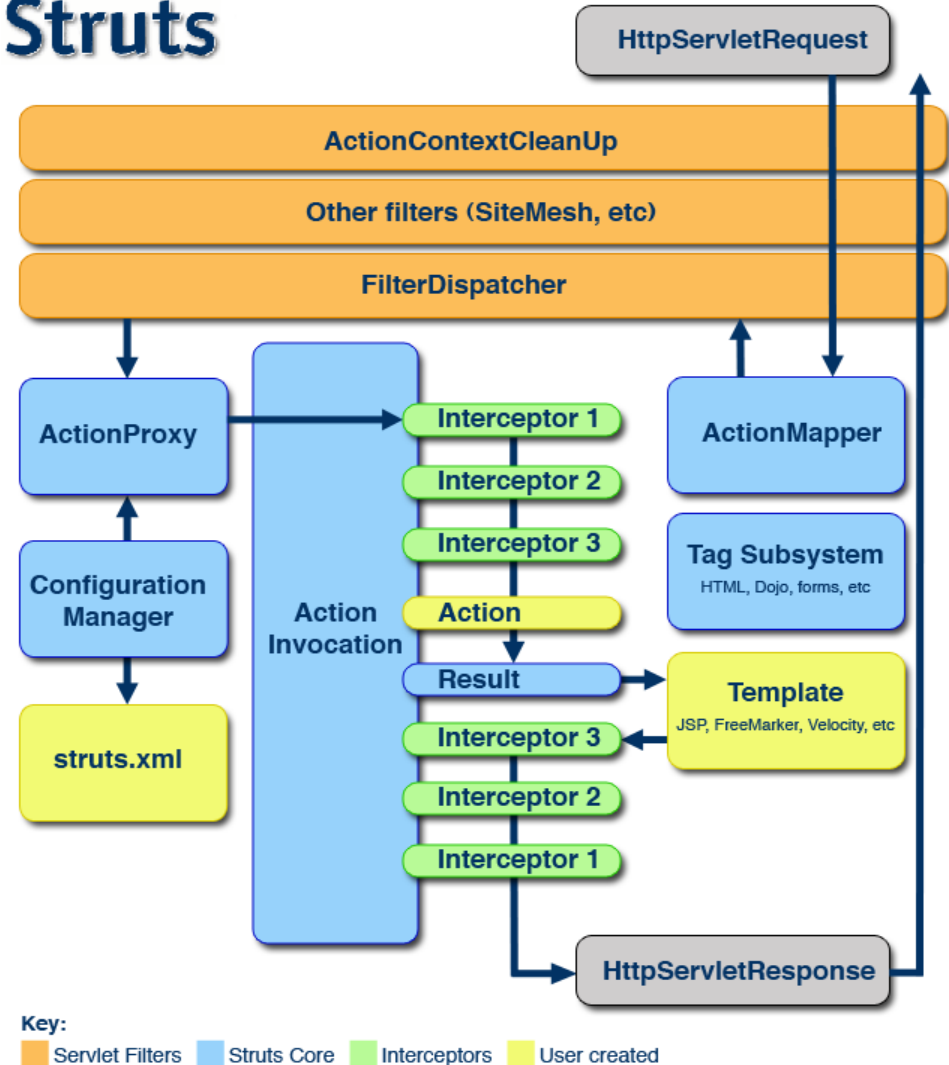 Struts
HttpServletRequest
ActionContextCleanUp
Other filters (SiteMesh, etc)
FilterDispatcher
ActionProxy
Interceptor 1
ActionMapper
Interceptor 2
Interceptor 3
Tag Subsystem
HTML, Dojo, forms, etc
Configuration
Manager
Action
Invocation
Action
Result
Template
JSP, FreeMarker, Velocity, etc
struts.xml
Interceptor 3
Interceptor 2
Interceptor 1
HttpServletResponse
Key:
Servlet Filters
Struts Core
Interceptors
User created